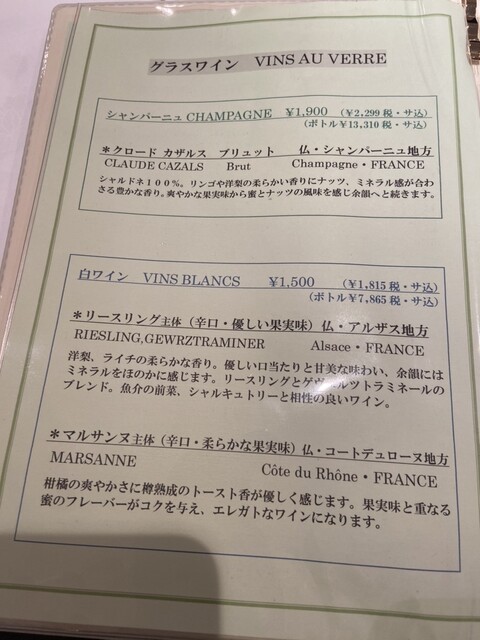 グラスワイン VINS AU VERRE
シャンパーニュ CHAMPAGNE ¥1,900 (¥2,299 税・サ込)
(ボトル¥13,310 税・サ込)
*クロード カザルス ブリュット 仏・シャンパーニュ地方
CLAUDE CAZALS Brut Champagne・FRANCE
シャルドネ100%。リンゴや洋梨の柔らかい香りにナッツ、ミネラル感が合わ
さる豊かな香り。爽やかな果実味から蜜とナッツの風味を感じ余韻へと続きます。
白ワイン VINS BLANCS ¥1,500 (¥1,815 税・サ込)
(ボトル¥7,865 税・サ込)
*リースリング主体(辛口・優しい果実味)仏・アルザス地方
RIESLING,GEWRZTRAMINER Alsace・FRANCE
洋梨、ライチの柔らかな香り。優しい口当たりと甘美な味わい、余韻には
ミネラルをほのかに感じます。リースリングとゲヴュルツトラミネールの
ブレンド。魚介の前菜、シャルキュトリーと相性の良いワイン。
*マルサンヌ主体(辛口・柔らかな果実味)仏・コートデュローヌ地方
MARSANNE Côte du Rhône・FRANCE
柑橘の爽やかさに樽熟成のトースト香が優しく感じます。果実味と重なる
蜜のフレーバーがコクを与え、エレガトなワインになります。